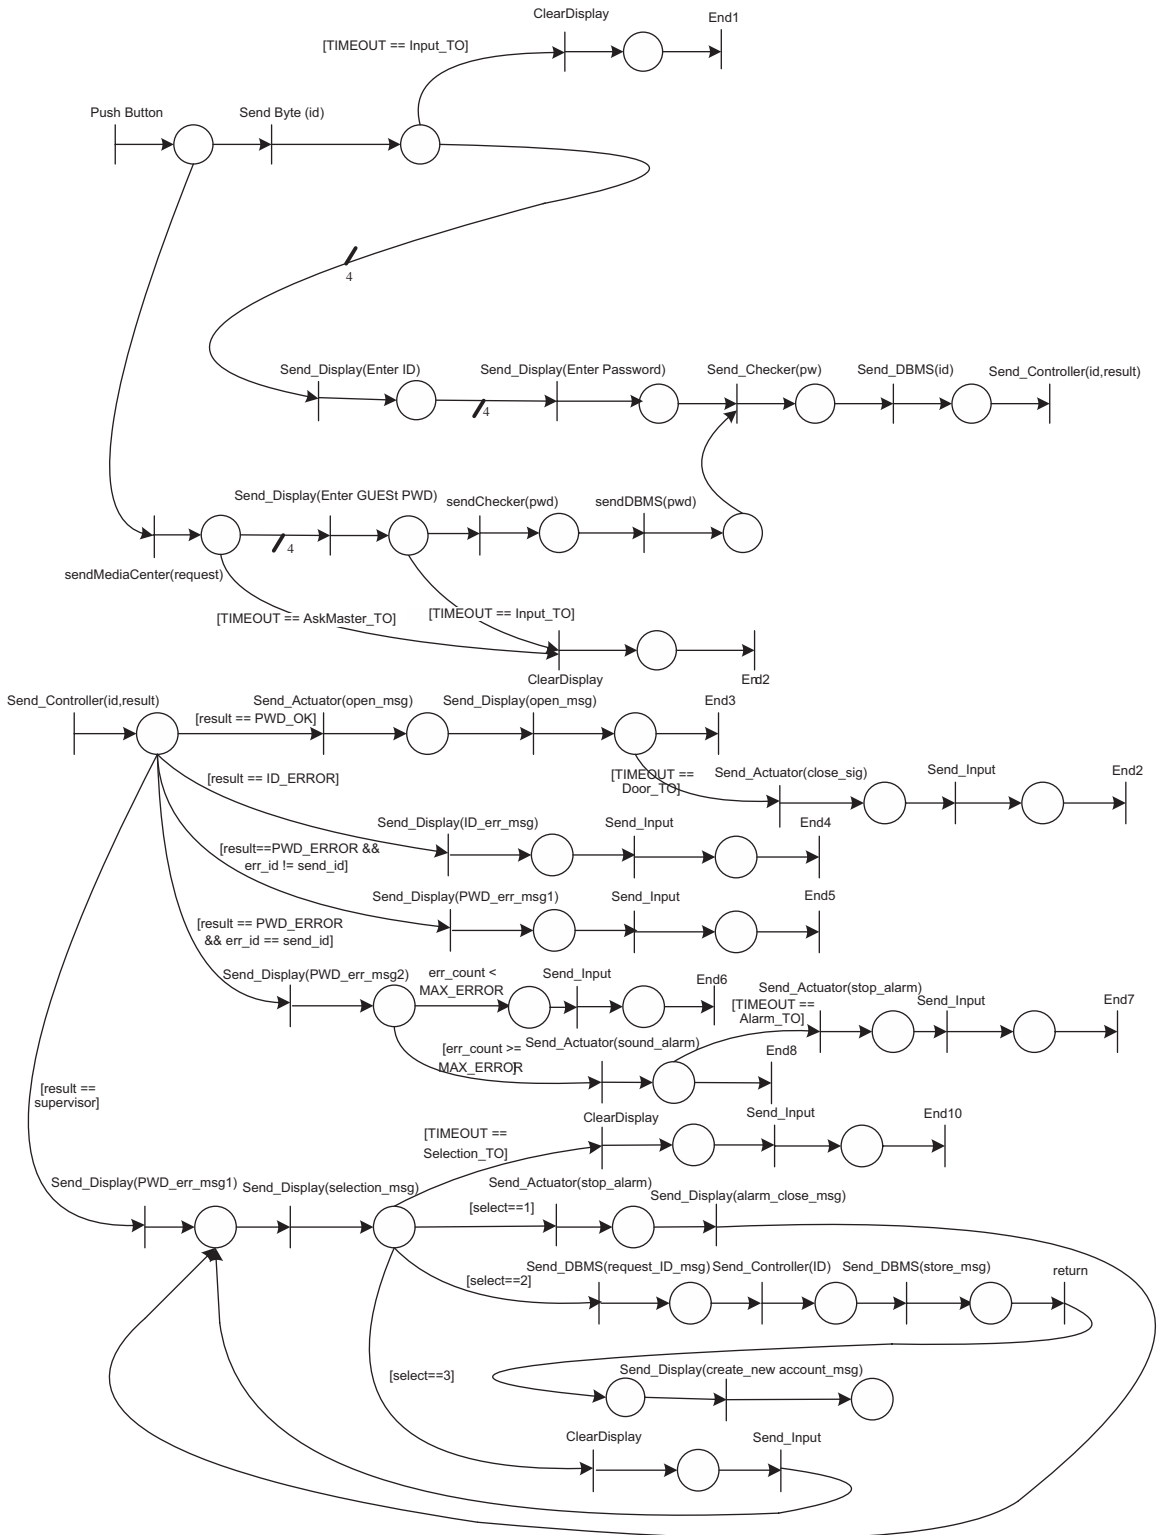 ClearDisplay
End1
[TIMEOUT == Input_TO]
Push Button
Send Byte (id)
4
Send_Display(Enter ID)
Send_Display(Enter Password)
Send_Checker(pw)
Send_DBMS(id)
Send_Controller(id,result)
4
Send_Display(Enter GUESt PWD)
sendChecker(pwd)
sendDBMS(pwd)
4
sendMediaCenter(request)
[TIMEOUT == AskMaster_TO]
[TIMEOUT == Input_TO]
ClearDisplay
End2
Send_Controller(id,result)
Send_Actuator(open_msg)
Send_Display(open_msg)
End3
[result == PWD_OK]
[result == ID_ERROR]
[TIMEOUT ==
Door_TO]
Send_Actuator(close_sig)
Send_Input
End2
Send_Display(ID_err_msg)
Send_Input
End4
[result==PWD_ERROR &&
err_id != send_id]
Send_Display(PWD_err_msg1)
Send_Input
End5
[result == PWD_ERROR
&& err_id == send_id]
Send_Display(PWD_err_msg2)
err_count <
MAX_ERROR
Send_Input
End6
Send_Actuator(stop_alarm)
[TIMEOUT ==
Alarm_TO]
Send_Input
End7
[err_count >=
MAX_ERROR]
Send_Actuator(sound_alarm)
End8
[result ==
supervisor]
ClearDisplay
Send_Input
End10
[TIMEOUT ==
Selection_TO]
Send_Display(PWD_err_msg1)
Send_Display(selection_msg)
Send_Actuator(stop_alarm)
Send_Display(alarm_close_msg)
[select==1]
[select==2]
Send_DBMS(request_ID_msg)
Send_Controller(ID)
Send_DBMS(store_msg)
return
[select==3]
Send_Display(create_new account_msg)
ClearDisplay
Send_Input